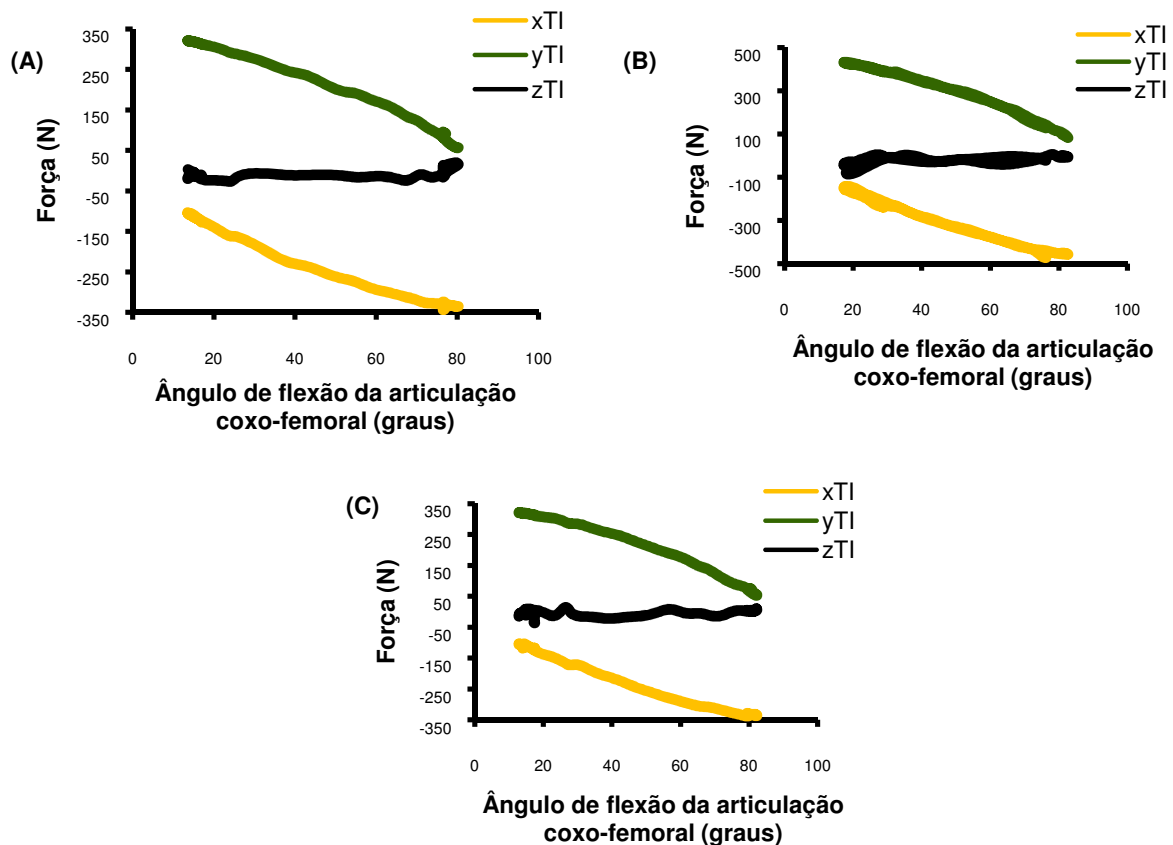 (A)
xTI
yTI
zTI
350
250
150
50
-50
-150
-250
-350
Força (N)
0 20 40 60 80 100
Ângulo de flexão da articulação
coxo-femoral (graus)
(B)
xTI
yTI
zTI
500
300
100
-100
-300
-500
Força (N)
0 20 40 60 80 100
Ângulo de flexão da articulação
coxo-femoral (graus)
(C)
xTI
yTI
zTI
350
250
150
50
-50
-150
-250
-350
Força (N)
0 20 40 60 80 100
Ângulo de flexão da articulação
coxo-femoral (graus)